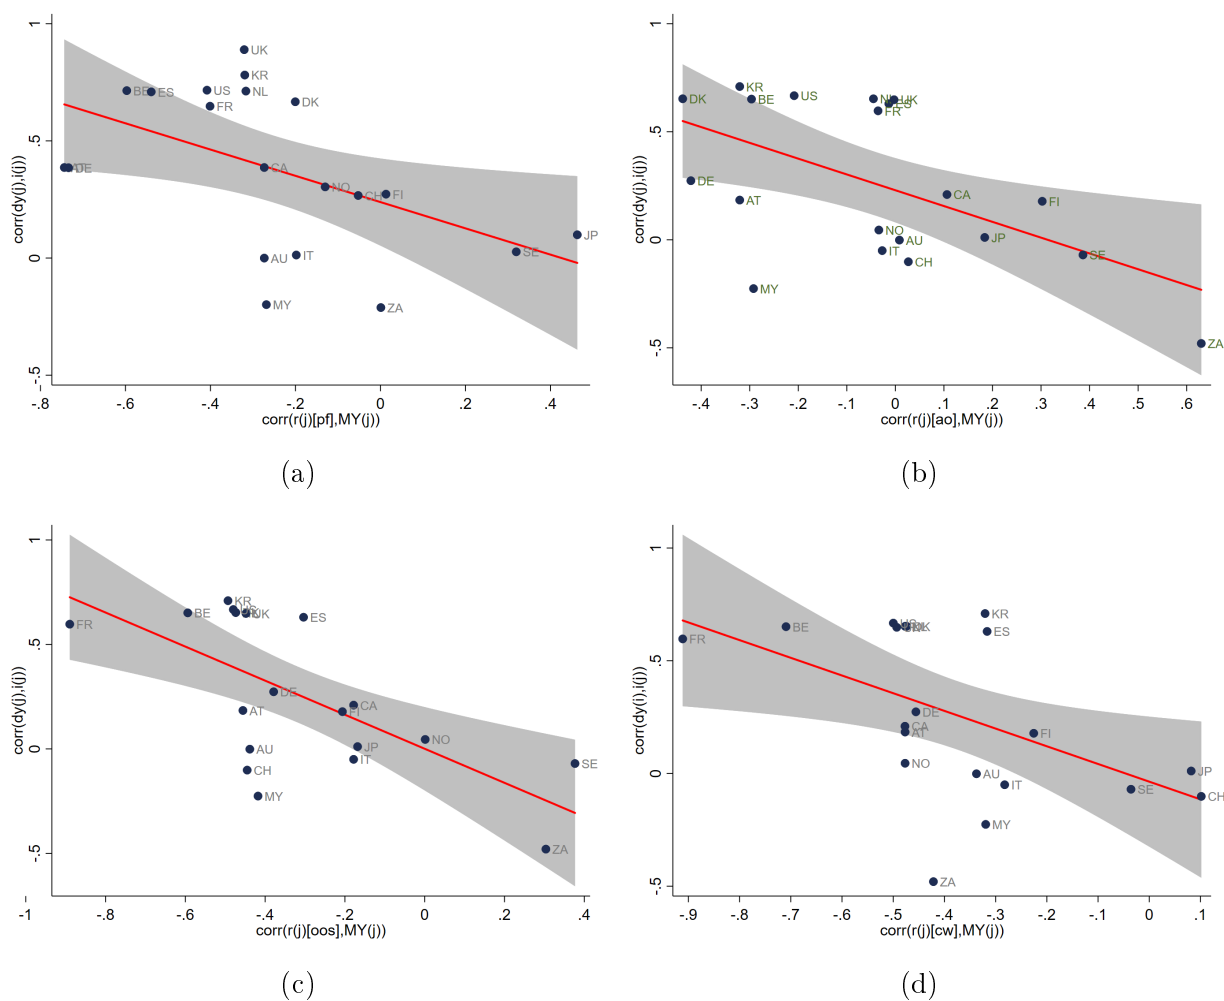 1
.5
0
-.5
corr(dy(j),i(j))
UK
KR
BE
ES
US
NL
FR
DK
DE
CA
NO
CH
FI
JP
SE
AU
IT
MY
ZA
-.8
-.6
-.4
-.2
0
.2
.4
corr(r(j)[pf],MY(j))
(a)
1
.5
0
-.5
corr(dy(j),i(j))
KR
DK
BE
US
NL
UK
ES
FR
DE
AT
CA
FI
NO
AU
JP
IT
CH
SE
MY
ZA
-.4
-.3
-.2
-.1
0
.1
.2
.3
.4
.5
.6
corr(r(j)[ao],MY(j))
(b)
1
.5
0
-.5
corr(dy(j),i(j))
KR
BE
US
UK
ES
FR
DE
AT
CA
FI
NO
AU
JP
IT
CH
SE
MY
ZA
-1
-.8
-.6
-.4
-.2
0
.2
.4
corr(r(j)[oos],MY(j))
(c)
1
.5
0
-.5
corr(dy(i),i(j))
KR
BE
US
ES
FR
DE
CA
AT
FI
NO
AU
JP
IT
SE
CH
MY
ZA
-.9
-.8
-.7
-.6
-.5
-.4
-.3
-.2
-.1
0
.1
corr(r(j)[cw],MY(j))
(d)